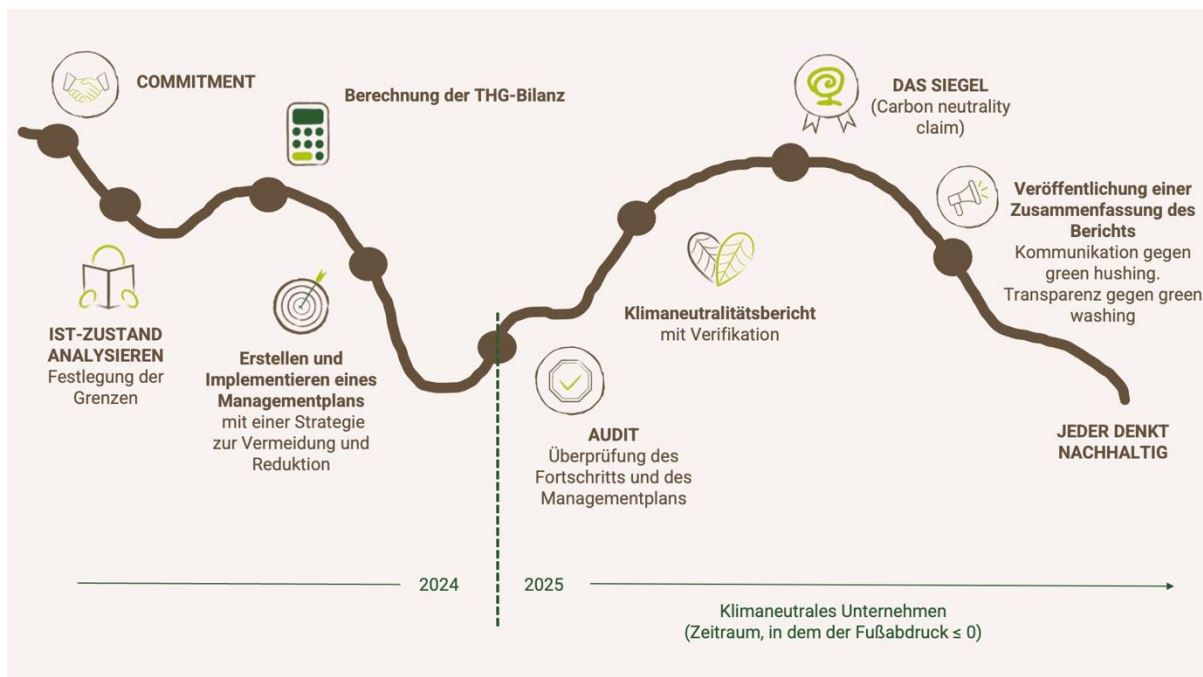 COMMITMENT
IST-ZUSTAND
ANALYSIEREN
Festlegung der
Grenzen
Berechnung der THG-Bilanz
Erstellen und
Implementieren eines
Managementplans
mit einer Strategie
zur Vermeidung und
Reduktion
AUDIT
Überprüfung des
Fortschritts und des
Managementplans
Klimaneutralitätsbericht
mit Verifikation
DAS SIEGEL
(Carbon neutrality
claim)
Veröffentlichung einer
Zusammenfassung des
Berichts
Kommunikation gegen
green hushing.
Transparenz gegen green
washing
JEDER DENKT
NACHHALTIG
2024
2025
Klimaneutrales Unternehmen
(Zeitraum, in dem der Fußabdruck ≤ 0)